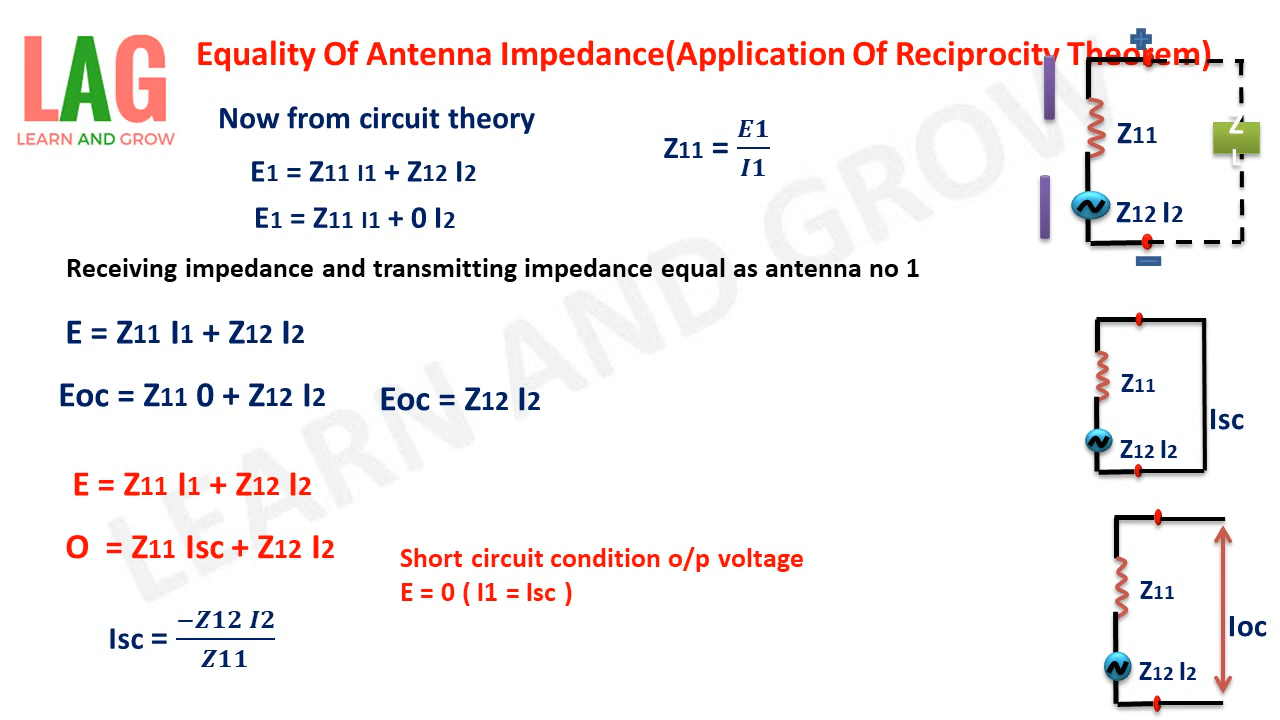 LAG
LEARN AND GROW
Equality Of Antenna Impedance(Application Of Reciprocity Theorem)
Now from circuit theory
E1 = Z11 I1 + Z12 I2
E1 = Z11 I1 + 0 I2
Z11 = E1/I1
Receiving impedance and transmitting impedance equal as antenna no 1
E = Z11 I1 + Z12 I2
Eoc = Z11 0 + Z12 I2
Eoc = Z12 I2
E = Z11 I1 + Z12 I2
O = Z11 Isc + Z12 I2
Short circuit condition o/p voltage
E = 0 ( I1 = Isc )
Isc = −Z12 I2/Z11
Z11
Z12 I2
Z
L
Z11
Isc
Z12 I2
Z11
Ioc
Z12 I2
LEARN AND GROW